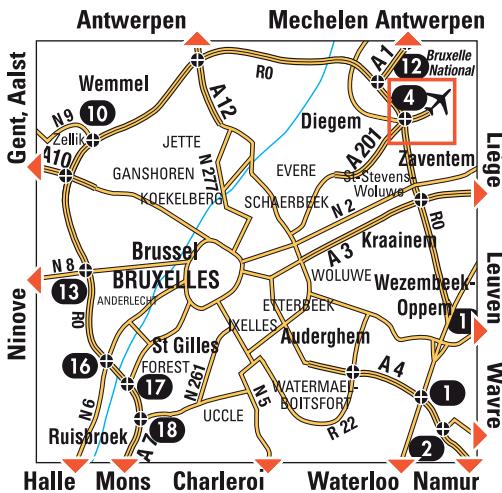 Antwerpen
Mechelen Antwerpen
Gent, Aalst
Ninove
Liège
Leuven
Wavre
Halle
Mons
Charleroi
Waterloo
Namur
Wemmel
R0
A 1
12
Bruxelle
National
N 9
10
Zellik
A 12
4
Diegem
A 201
JETTE
Zaventem
A10
GANSHOREN
N 277
EVERE
St-Stevens-
Woluwe
KOEKELBERG
SCHAERBEEK
N 2
R0
Kraainem
Brussel
A 3
N 8
BRUXELLES
WOLUWE
Wezembeek-
Oppem
13
ANDERLECHT
ETTERBEEK
R0
IXELLES
1
St Gilles
Auderghem
16
FOREST
A 4
17
N 261
WATERMAEL-
BOITSFORT
1
N 6
N 5
18
UCCLE
Ruisbroek
R 22
2
A 7